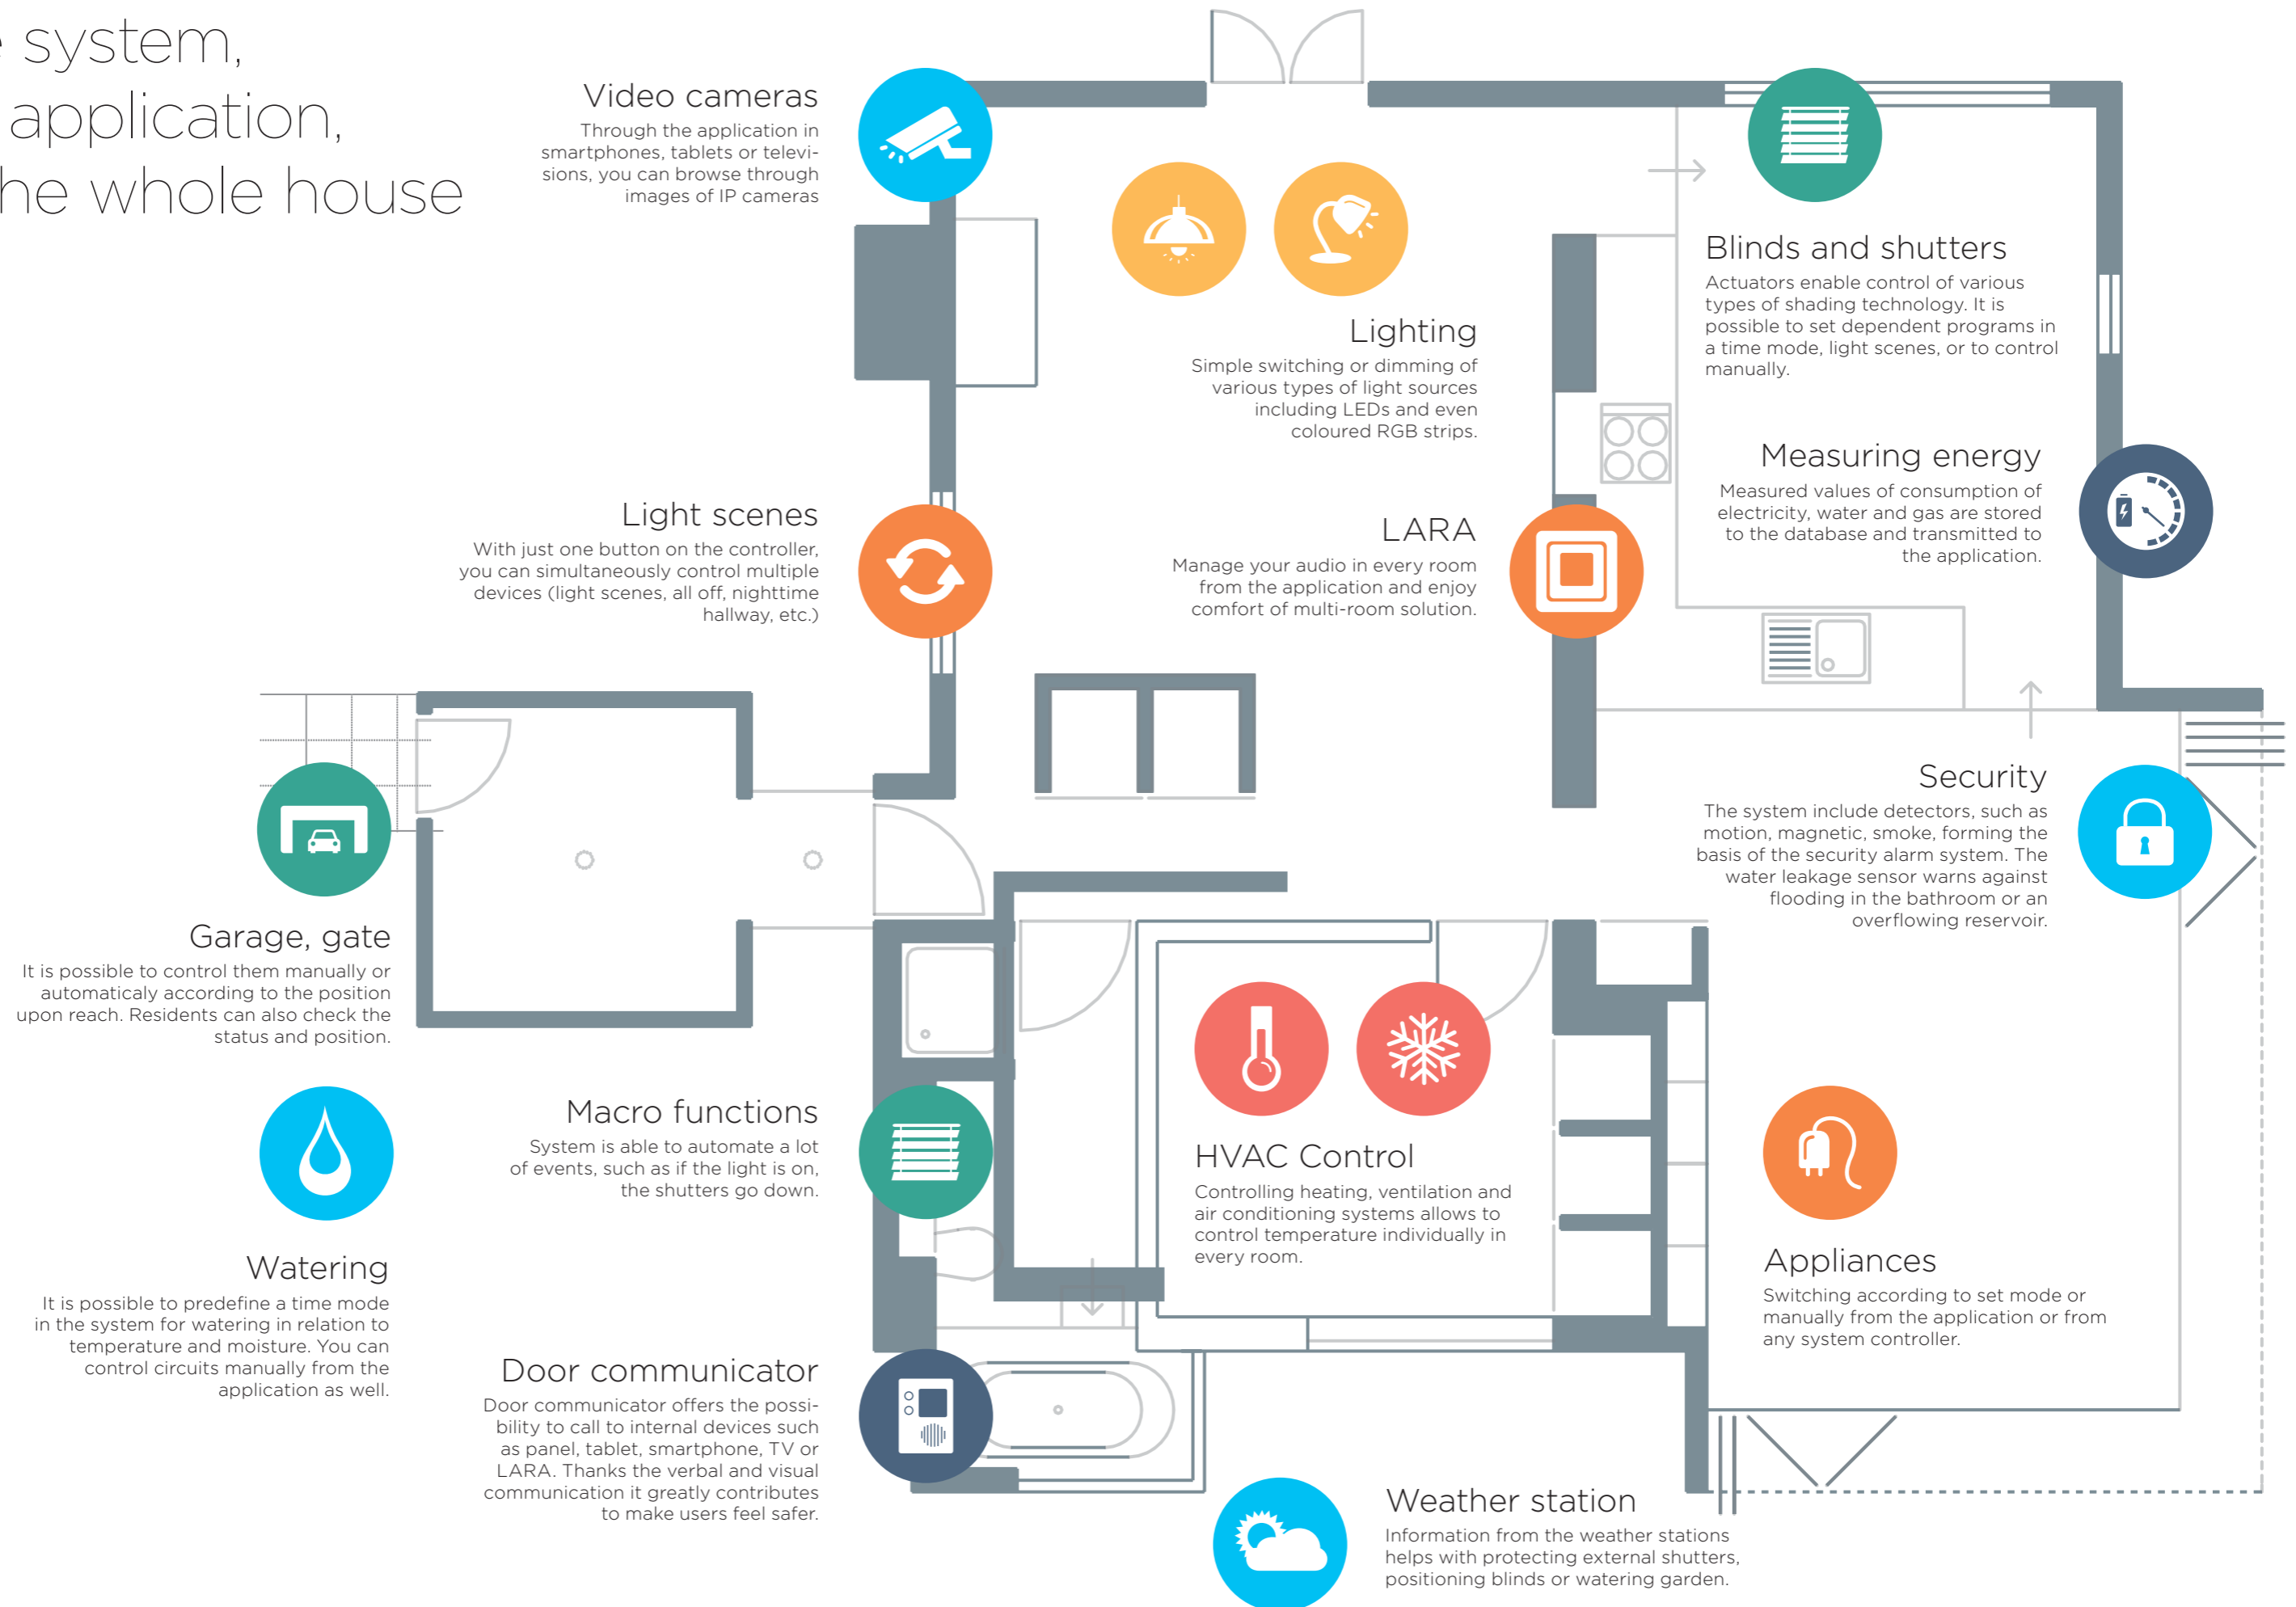 system,
application,
he whole house
Video cameras
Through the application in
smartphones, tablets or televi-
sions, you can browse through
images of IP cameras
Lighting
Simple switching or dimming of
various types of light sources
including LEDs and even
coloured RGB strips.
Blinds and shutters
Actuators enable control of various
types of shading technology. It is
possible to set dependent programs in
a time mode, light scenes, or to control
manually.
Light scenes
With just one button on the controller,
you can simultaneously control multiple
devices (light scenes, all off, nighttime
hallway, etc.)
LARA
Manage your audio in every room
from the application and enjoy
comfort of multi-room solution.
Measuring energy
Measured values of consumption of
electricity, water and gas are stored
to the database and transmitted to
the application.
Security
The system include detectors, such as
motion, magnetic, smoke, forming the
basis of the security alarm system. The
water leakage sensor warns against
flooding in the bathroom or an
overflowing reservoir.
Garage, gate
It is possible to control them manually or
automaticaly according to the position
upon reach. Residents can also check the
status and position.
Macro functions
System is able to automate a lot
of events, such as if the light is on,
the shutters go down.
HVAC Control
Controlling heating, ventilation and
air conditioning systems allows to
control temperature individually in
every room.
Appliances
Switching according to set mode or
manually from the application or from
any system controller.
Watering
It is possible to predefine a time mode
in the system for watering in relation to
temperature and moisture. You can
control circuits manually from the
application as well.
Door communicator
Door communicator offers the possi-
bility to call to internal devices such
as panel, tablet, smartphone, TV or
LARA. Thanks the verbal and visual
communication it greatly contributes
to make users feel safer.
Weather station
Information from the weather stations
helps with protecting external shutters,
positioning blinds or watering garden.